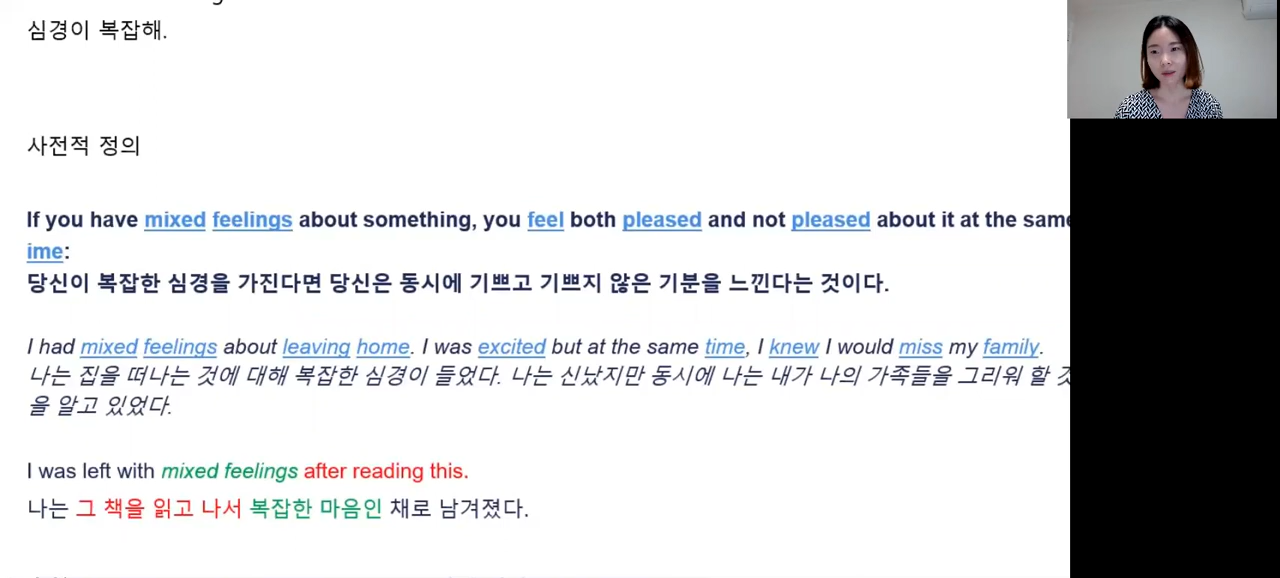 심경이 복잡해.
사전적 정의
If you have mixed feelings about something, you feel both pleased and not pleased about it at the same
ime:
당신이 복잡한 심경을 가진다면 당신은 동시에 기쁘고 기쁘지 않은 기분을 느낀다는 것이다.
I had mixed feelings about leaving home. I was excited but at the same time, I knew I would miss my family.
나는 집을 떠나는 것에 대해 복잡한 심경이 들었다. 나는 신났지만 동시에 나는 내가 나의 가족들을 그리워 할 것
을 알고 있었다.
I was left with mixed feelings after reading this.
나는 그 책을 읽고 나서 복잡한 마음인 채로 남겨졌다.